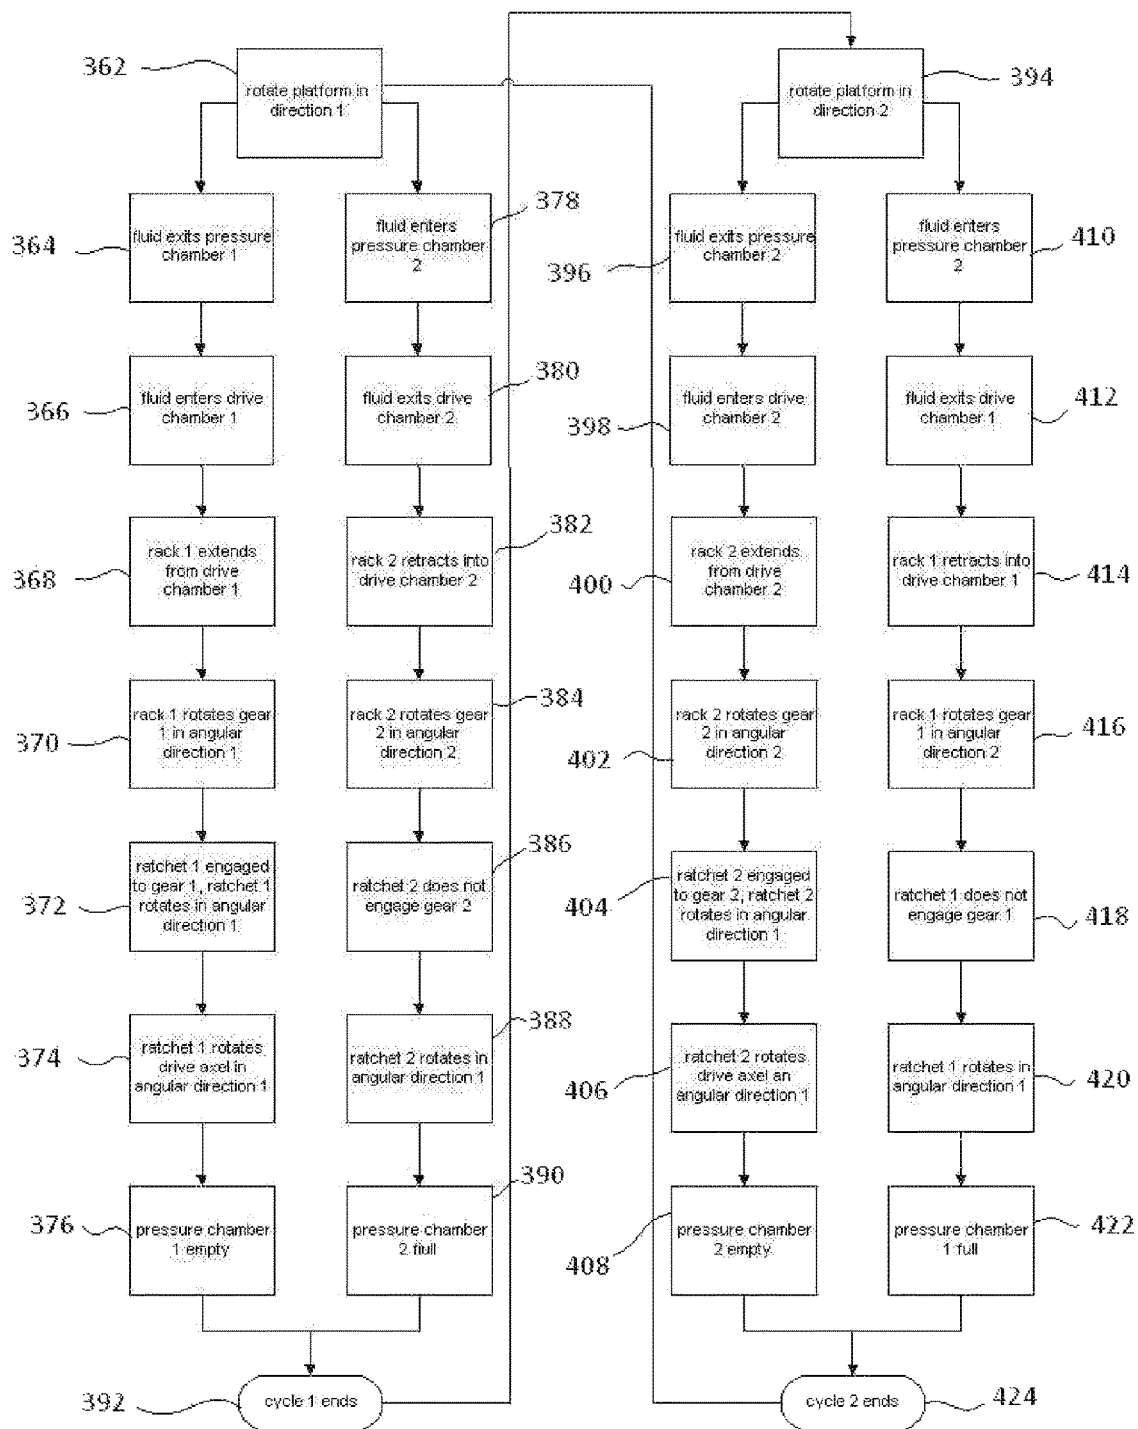 362
rotate platform in
direction 1
rotate platform in
direction 2
394
364
fluid exits pressure
chamber 1
fluid enters
pressure chamber
2
378
396
fluid exits pressure
chamber 2
fluid enters
pressure chamber
2
410
366
fluid enters drive
chamber 1
fluid exits drive
chamber 2
380
398
fluid enters drive
chamber 2
fluid exits drive
chamber 1
412
368
rack 1 extends
from drive
chamber 1
rack 2 retracts into
drive chamber 2
382
400
rack 2 extends
from drive
chamber 2
rack 1 retracts into
drive chamber 1
414
370
rack 1 rotates gear
1 in angular
direction 1
rack 2 rotates gear
2 in angular
direction 2
384
402
rack 2 rotates gear
2 in angular
direction 2
rack 1 rotates gear
1 in angular
direction 2
416
372
ratchet 1 engaged
to gear 1, ratchet 1
rotates in angular
direction 1
ratchet 2 does not
engage gear 2
386
404
ratchet 2 engaged
to gear 2, ratchet 2
rotates in angular
direction 1
ratchet 1 does not
engage gear 1
418
374
ratchet 1 rotates
drive axel in
angular direction 1
ratchet 2 rotates in
angular direction 1
388
406
ratchet 2 rotates
drive axel an
angular direction 1
ratchet 1 rotates in
angular direction 1
420
376
pressure chamber
1 empty
pressure chamber
2 fiull
390
408
pressure chamber
2 empty
pressure chamber
1 full
422
392
cycle 1 ends
cycle 2 ends
424